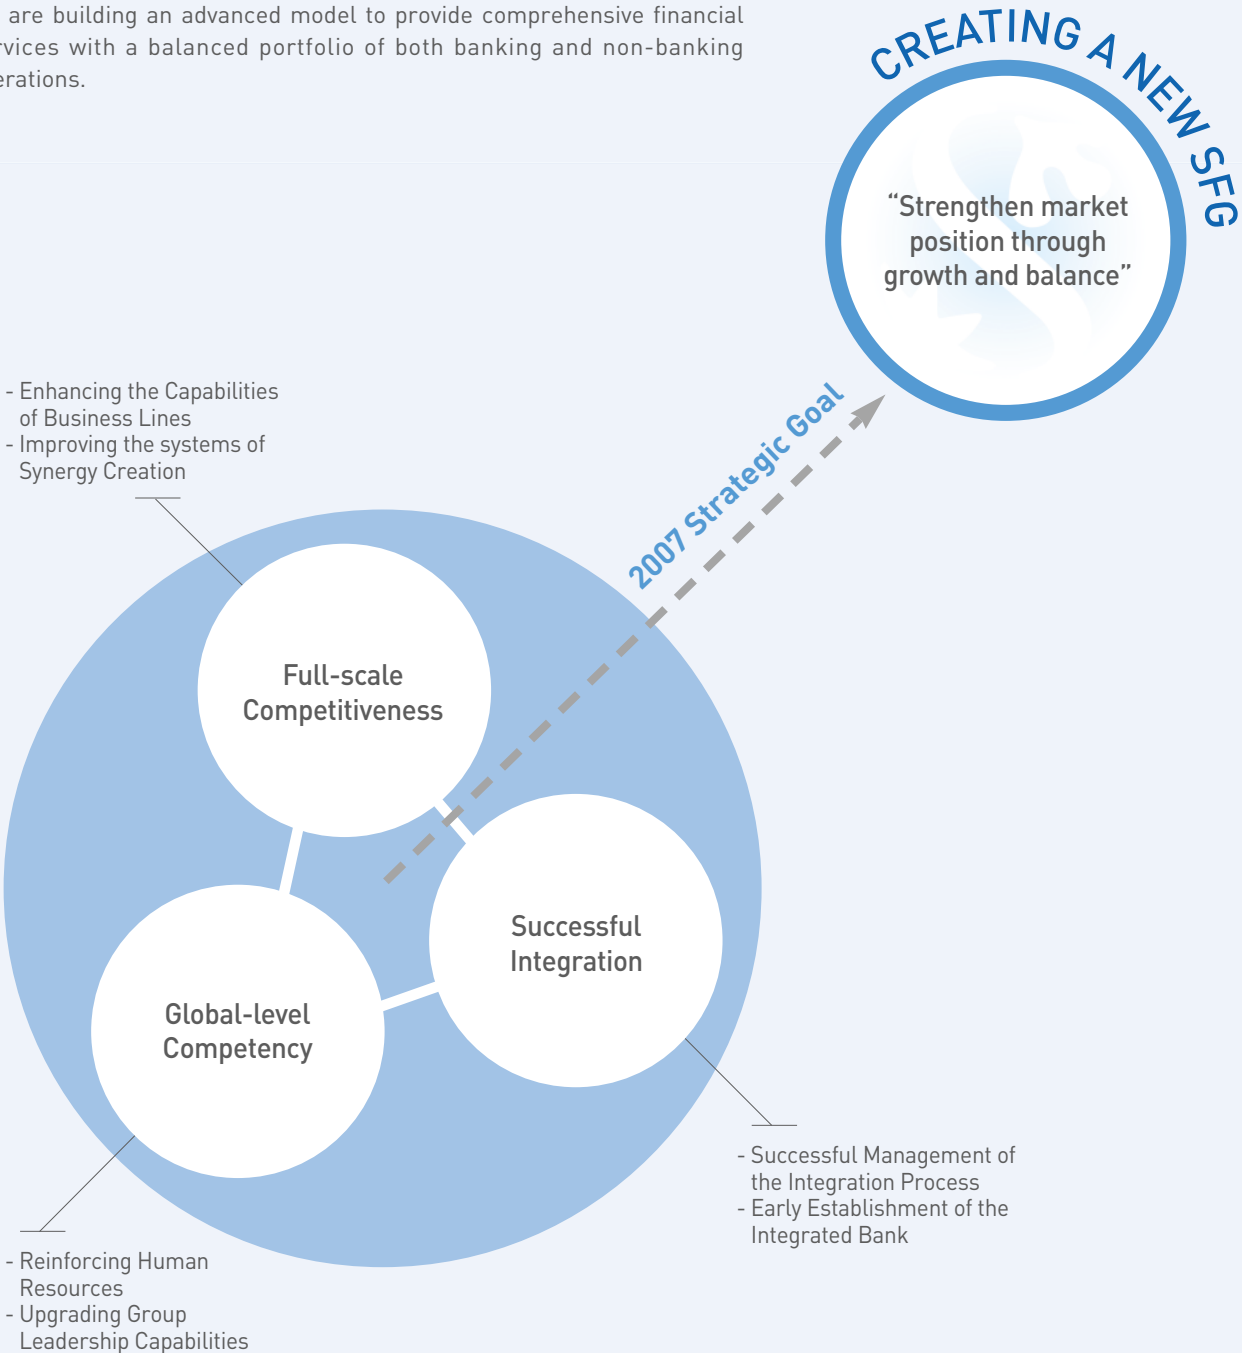 are building an advanced model to provide comprehensive financial
with a balanced portfolio of both banking and non-banking
CREATING A NEW SFG
“Strengthen market
position through
growth and balance”
2007 Strategic Goal
- Enhancing the Capabilities
of Business Lines
- Improving the systems of
Synergy Creation
Full-scale
Competitiveness
Successful
Integration
Global-level
Competency
- Successful Management of
the Integration Process
- Early Establishment of the
Integrated Bank
- Reinforcing Human
Resources
- Upgrading Group
Leadership Capabilities